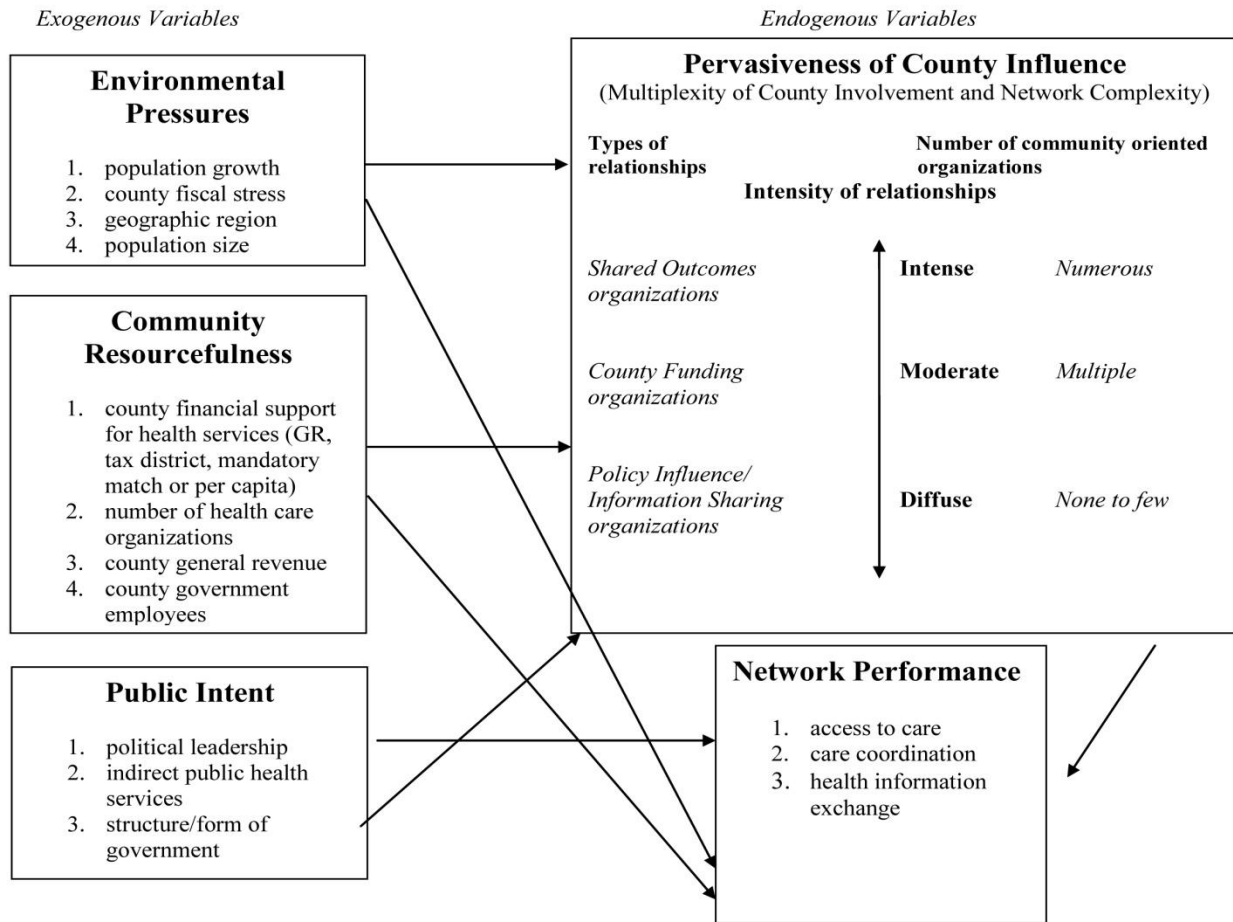 Exogenous Variables
Endogenous Variables
Environmental
Pressures
1. population growth
2. county fiscal stress
3. geographic region
4. population size
Community
Resourcefulness
1. county financial support
for health services (GR,
tax district, mandatory
match or per capita)
2. number of health care
organizations
3. county general revenue
4. county government
employees
Public Intent
1. political leadership
2. indirect public health
services
3. structure/form of
government
Pervasiveness of County Influence
(Multiplexity of County Involvement and Network Complexity)
Types of
relationships
Number of community oriented
organizations
Intensity of relationships
Shared Outcomes
organizations
Intense
Numerous
County Funding
organizations
Moderate
Multiple
Policy Influence/
Information Sharing
organizations
Diffuse
None to few
Network Performance
1. access to care
2. care coordination
3. health information
exchange